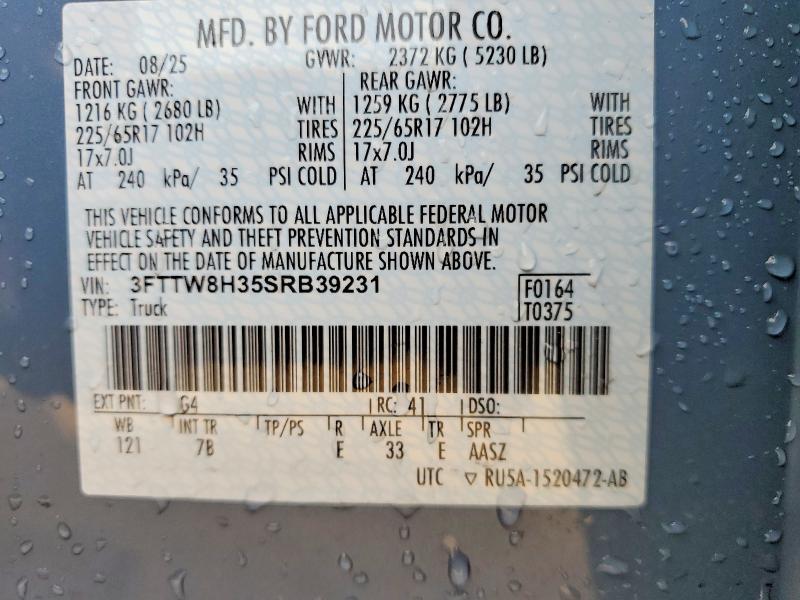 MFD. BY FORD MOTOR CO.
DATE: 08/25 GVWR: 2372 KG ( 5230 LB)
FRONT GAWR: REAR GAWR:
1216 KG ( 2680 LB) WITH 1259 KG ( 2775 LB) WITH
225/65R17 102H TIRES 225/65R17 102H TIRES
17x7.0J RIMS 17x7.0J RIMS
AT 240 kPa/ 35 PSI COLD AT 240 kPa/ 35 PSI COLD
THIS VEHICLE CONFORMS TO ALL APPLICABLE FEDERAL MOTOR
VEHICLE SAFETY AND THEFT PREVENTION STANDARDS IN
EFFECT ON THE DATE OF MANUFACTURE SHOWN ABOVE.
VIN: 3FTTW8H35SRB39231 F0164
TYPE: Truck T0375
EXT PNT: G4 RC: 41 DSO:
WB INT TR TP/PS R AXLE TR SPR
121 7B E 33 E AASZ
UTC ▽ RU5A-1520472-AB